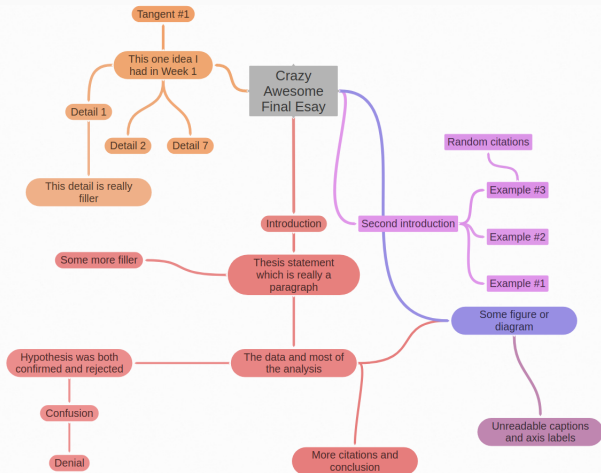 Tangent #1
This one idea I
had in Week 1
Crazy
Awesome
Final Esay
Detail 1
Detail 2
Detail 7
This detail is really
filler
Random citations
Example #3
Introduction
Second introduction
Example #2
Some more filler
Thesis statement
which is really a
paragraph
Example #1
Some figure or
diagram
Hypothesis was both
confirmed and rejected
The data and most of
the analysis
Confusion
Unreadable captions
and axis labels
Denial
More citations and
conclusion